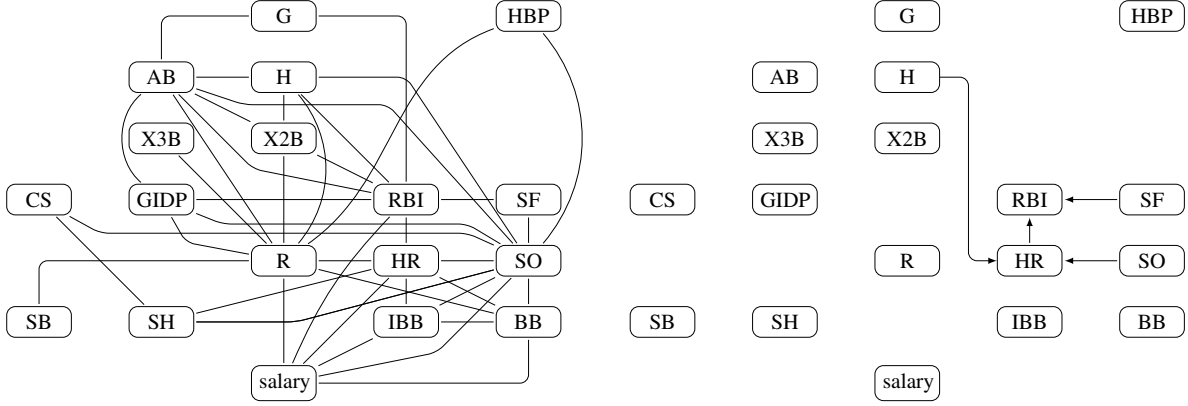 G HBP
AB H
X3B X2B
CS GIDP RBI SF
R HR SO
SB SH IBB BB
salary
G HBP
AB H
X3B X2B
CS GIDP RBI SF
R HR SO
SB SH IBB BB
salary